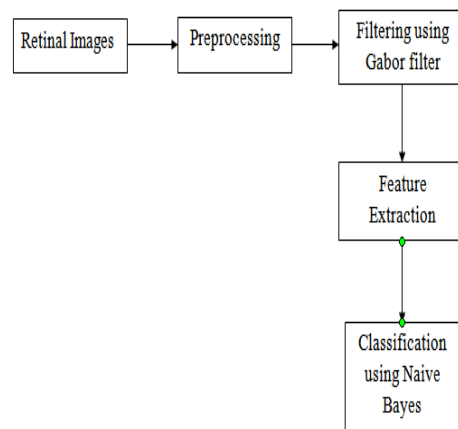 Retinal Images
Preprocessing
Filtering using
Gabor filter
Feature
Extraction
Classification
using Naive
Bayes